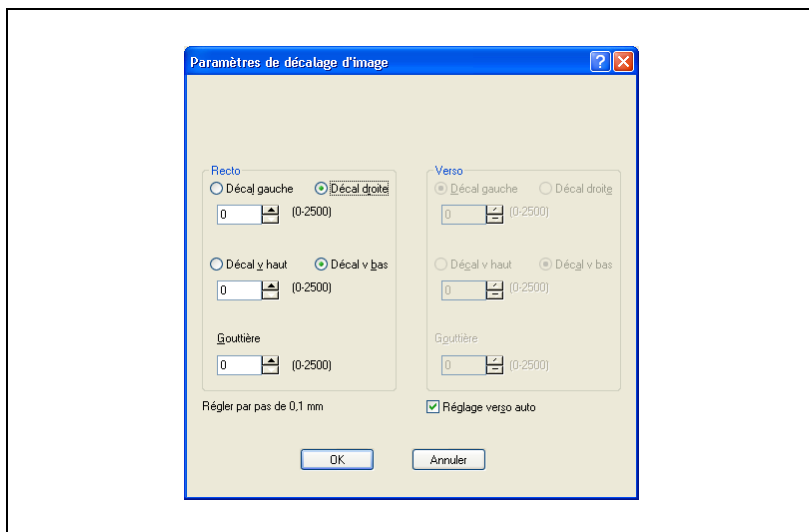 Paramètres de décalage d'image
Recto
Décal gauche Décal droite
0 (0-2500)
Décal v haut Décal v bas
0 (0-2500)
Gouttière
0 (0-2500)
Régler par pas de 0,1 mm
Verso
Décal gauche Décal droite
0 (0-2500)
Décal v haut Décal v bas
0 (0-2500)
Gouttière
0 (0-2500)
Réglage verso auto
OK Annuler